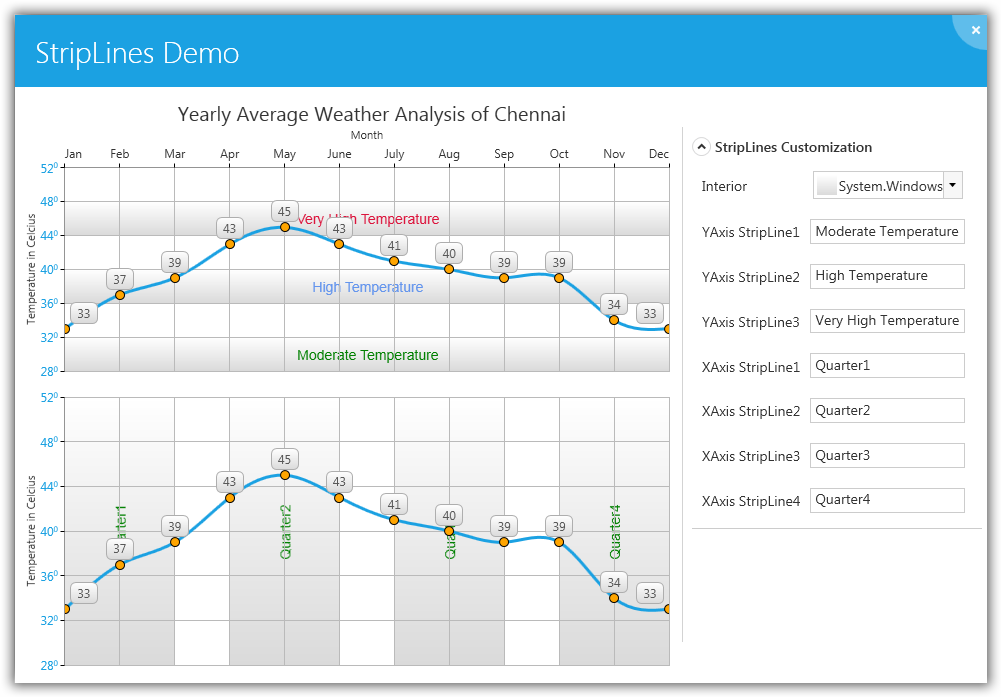 StripLines Demo
Yearly Average Weather Analysis of Chennai
Month
Jan Feb Mar Apr May June July Aug Sep Oct Nov Dec
Temperature in Celcius
52⁰
48⁰
44⁰
40⁰
36⁰
32⁰
28⁰
33 37 39 43 45 43 41 40 39 39 34 33
Very High Temperature
High Temperature
Moderate Temperature
Temperature in Celcius
52⁰
48⁰
44⁰
40⁰
36⁰
32⁰
28⁰
33 37 39 43 45 43 41 40 39 39 34 33
Quarter2
Quarter4
StripLines Customization
Interior System.Windows
YAxis StripLine1 Moderate Temperature
YAxis StripLine2 High Temperature
YAxis StripLine3 Very High Temperature
XAxis StripLine1 Quarter1
XAxis StripLine2 Quarter2
XAxis StripLine3 Quarter3
XAxis StripLine4 Quarter4